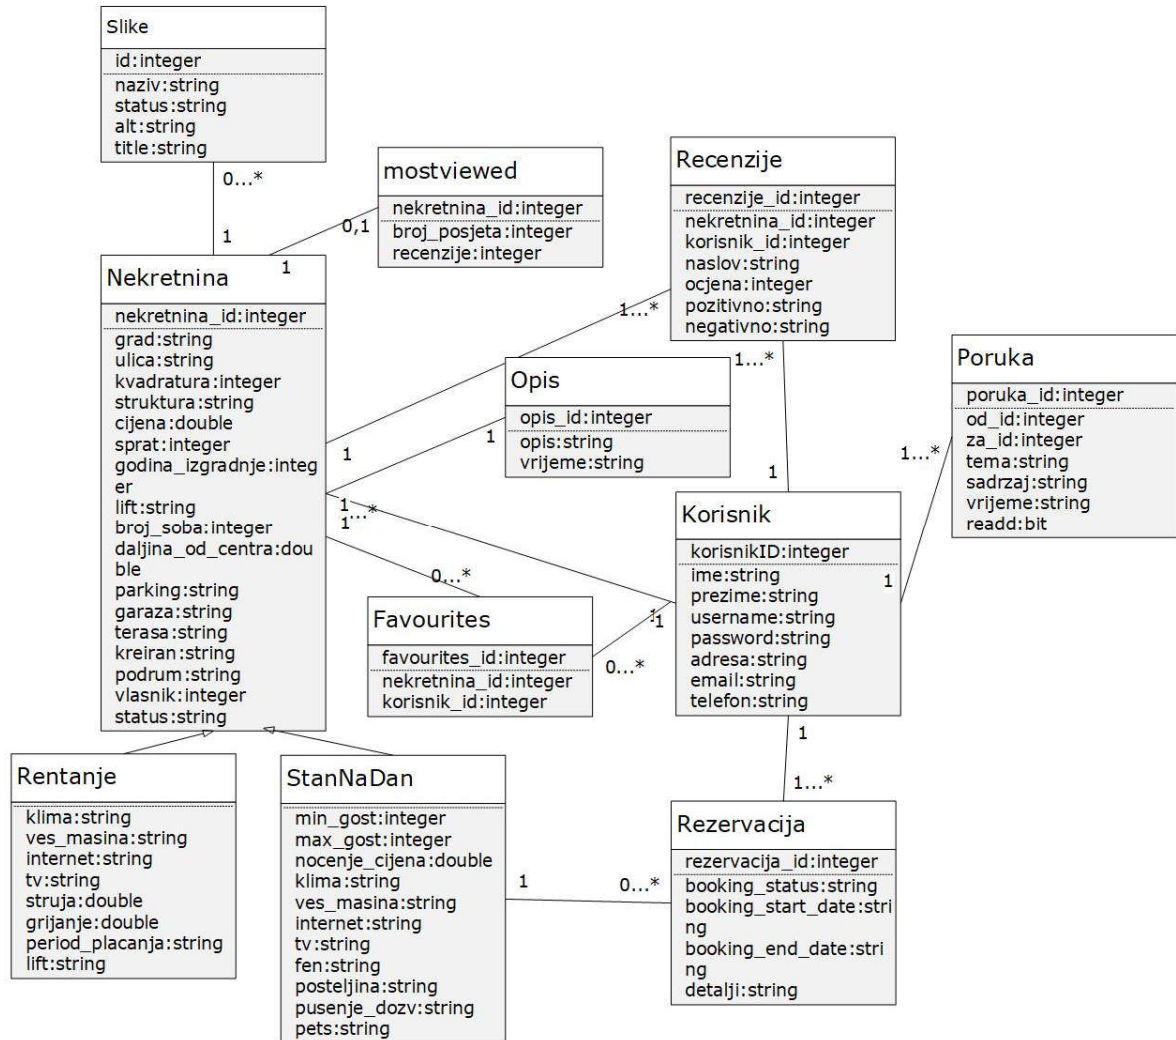 Slike
id:integer
naziv:string
status:string
alt:string
title:string
0...*
1
mostviewed
nekretnina_id:integer
broj_posjeta:integer
recenzije:integer
0,1
1
Recenzije
recenzije_id:integer
nekretnina_id:integer
korisnik_id:integer
naslov:string
ocjena:integer
pozitivno:string
negativno:string
1...*
1...*
Nekretnina
nekretnina_id:integer
grad:string
ulica:string
kvadratura:integer
struktura:string
cijena:double
sprat:integer
godina_izgradnje:integ
er
lift:string
broj_soba:integer
daljina_od_centra:dou
ble
parking:string
garaza:string
terasa:string
kreiran:string
podrum:string
vlasnik:integer
status:string
1
1
1
1...*
Opis
opis_id:integer
opis:string
vrijeme:string
1
Poruka
poruka_id:integer
od_id:integer
za_id:integer
tema:string
sadrzaj:string
vrijeme:string
readd:bit
1...*
1
Korisnik
korisnikID:integer
ime:string
prezime:string
username:string
password:string
adresa:string
email:string
telefon:string
1
1
1
1
Favourites
favourites_id:integer
nekretnina_id:integer
korisnik_id:integer
0...*
0...*
Rentanje
klima:string
ves_masina:string
internet:string
tv:string
struja:double
grijanje:double
period_placanja:string
lift:string
StanNaDan
min_gost:integer
max_gost:integer
nocenje_cijena:double
klima:string
ves_masina:string
internet:string
tv:string
fen:string
posteljina:string
pusenje_dozv:string
pets:string
1
0...*
1...*
Rezervacija
rezervacija_id:integer
booking_status:string
booking_start_date:stri
ng
booking_end_date:stri
ng
detalji:string